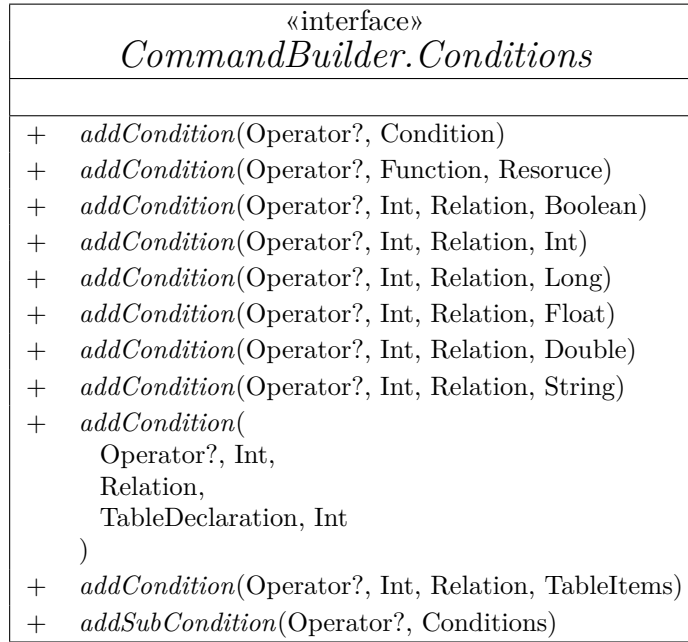 «interface»
CommandBuilder.Conditions
+ addCondition(Operator?, Condition)
+ addCondition(Operator?, Function, Resoruce)
+ addCondition(Operator?, Int, Relation, Boolean)
+ addCondition(Operator?, Int, Relation, Int)
+ addCondition(Operator?, Int, Relation, Long)
+ addCondition(Operator?, Int, Relation, Float)
+ addCondition(Operator?, Int, Relation, Double)
+ addCondition(Operator?, Int, Relation, String)
+ addCondition(
Operator?, Int,
Relation,
TableDeclaration, Int
)
+ addCondition(Operator?, Int, Relation, TableItems)
+ addSubCondition(Operator?, Conditions)